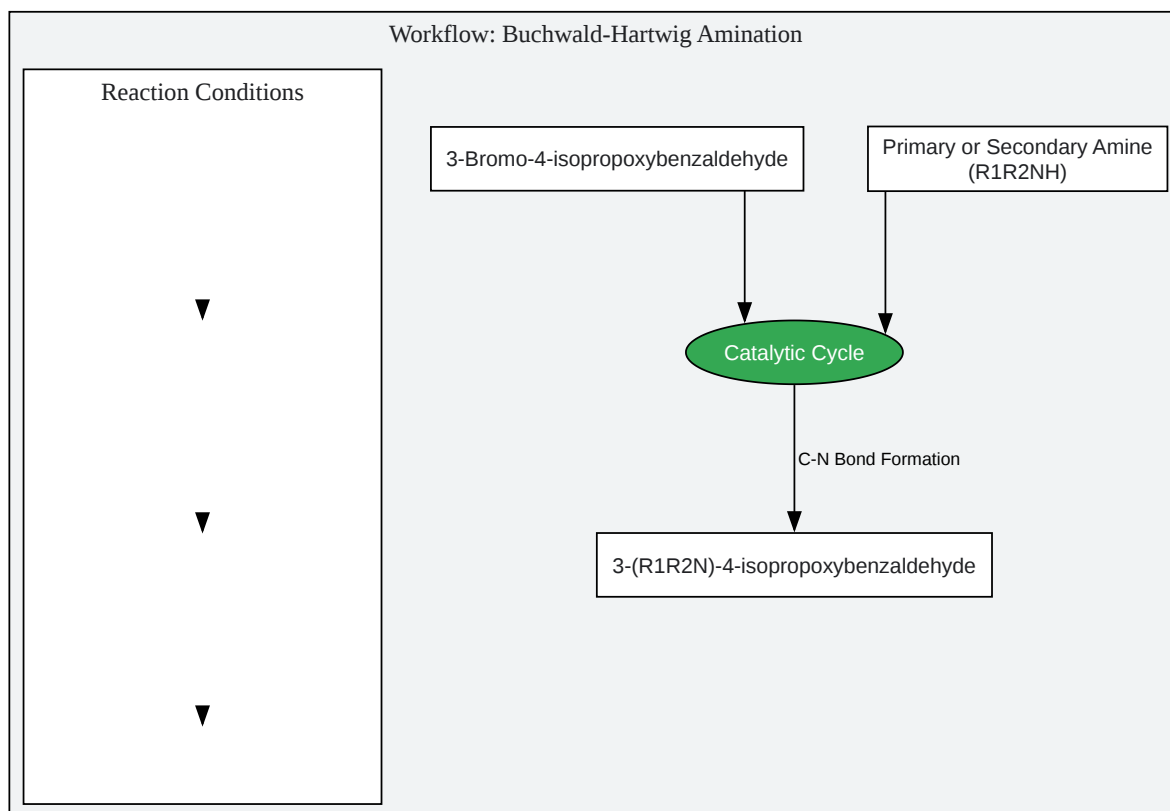 Workflow: Buchwald-Hartwig Amination
Reaction Conditions
3-Bromo-4-isopropoxybenzaldehyde
Primary or Secondary Amine
(R1R2NH)
Catalytic Cycle
C-N Bond Formation
3-(R1R2N)-4-isopropoxybenzaldehyde